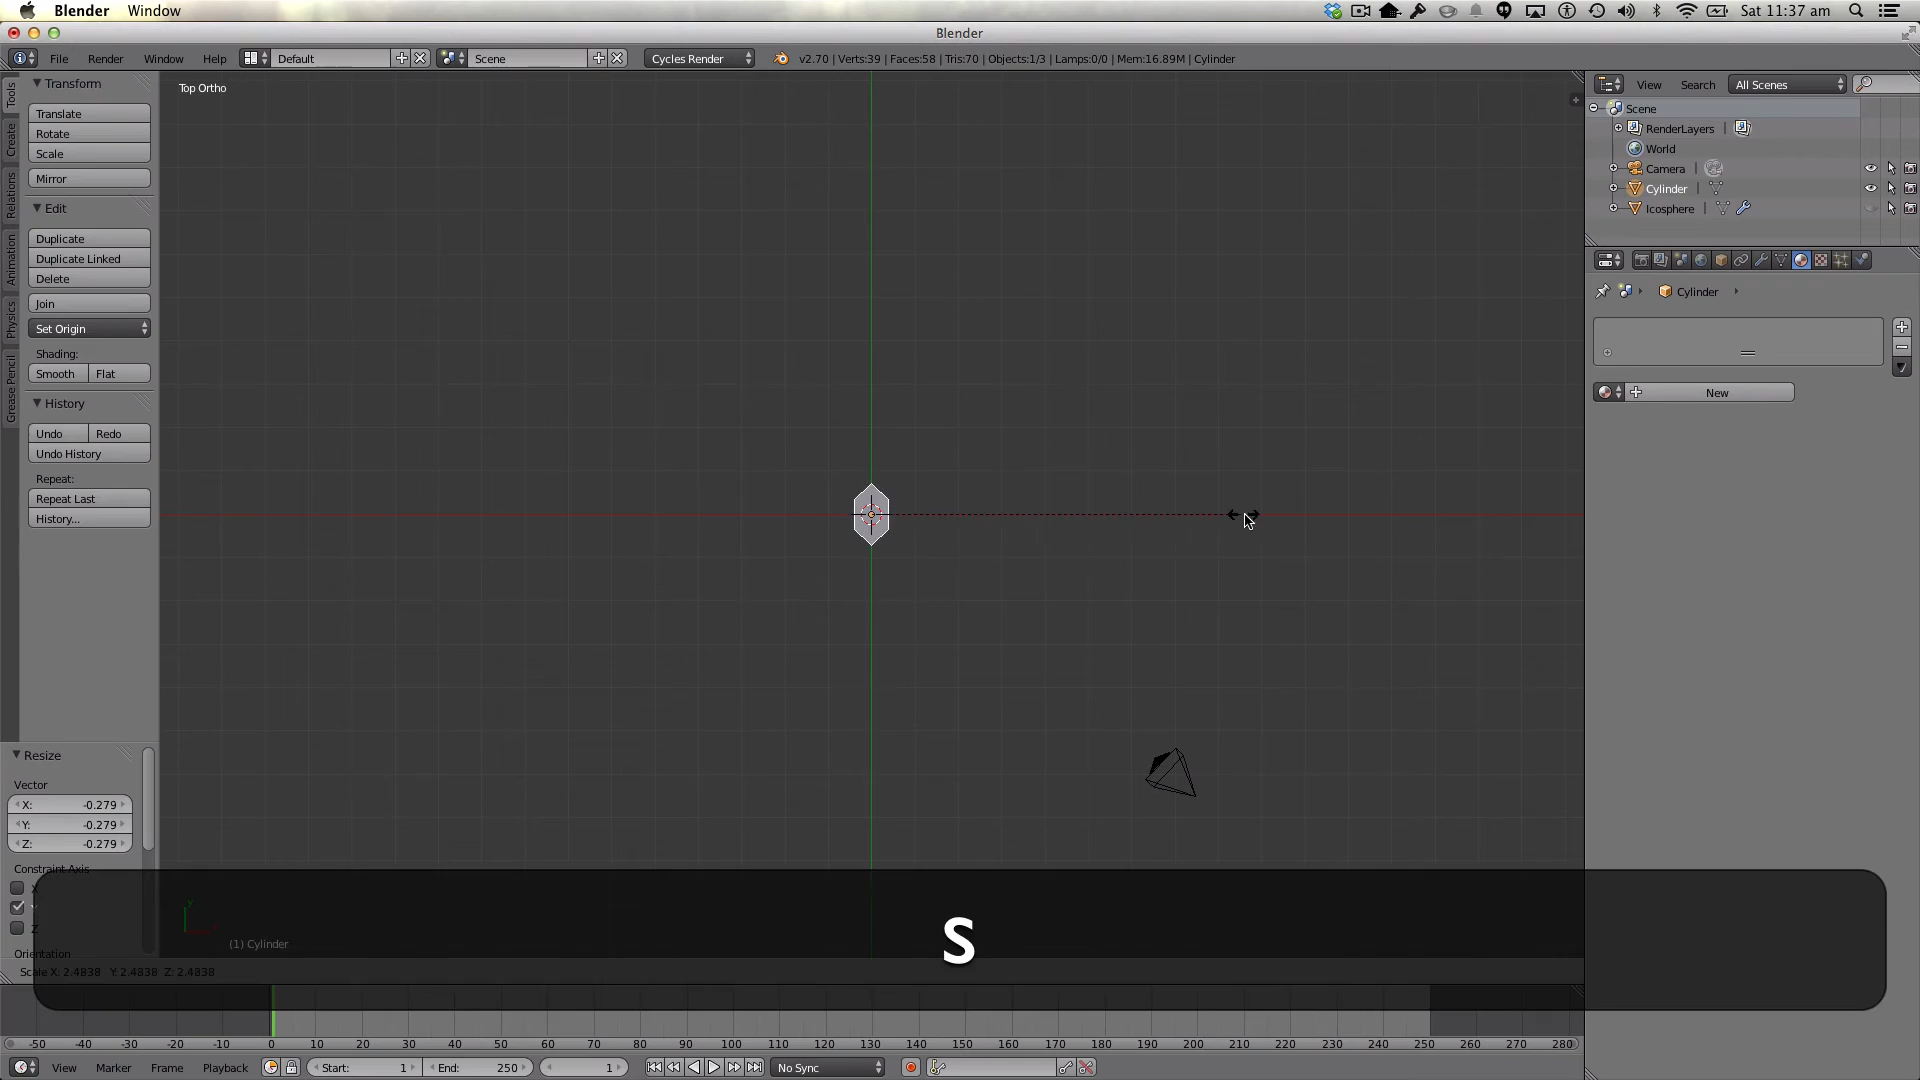 Blender Window Sat 11:37 am
Blender
File Render Window Help Default Scene Cycles Render v2.70 | Verts:39 | Faces:58 | Tris:70 | Objects:1/3 | Lamps:0/0 | Mem:16.89M | Cylinder
Top Ortho
Tools
Create
Relations
Animation
Physics
Grease Pencil
Transform
Translate
Rotate
Scale
Mirror
Edit
Duplicate
Duplicate Linked
Delete
Join
Set Origin
Shading:
Smooth Flat
History
Undo Redo
Undo History
Repeat:
Repeat Last
History...
View Search All Scenes
Scene
RenderLayers
World
Camera
Cylinder
Icosphere
Cylinder
New
Resize
Vector
X: -0.279
Y: -0.279
Z: -0.279
Constraint Axis
X
Y
Z
Orientation
(1) Cylinder
Scale X: 2.4838 Y: 2.4838 Z: 2.4838
S
-50 -40 -30 -20 -10 0 10 20 30 40 50 60 70 80 90 100 110 120 130 140 150 160 170 180 190 200 210 220 230 240 250 260 270 280
View Marker Frame Playback Start: 1 End: 250 1 No Sync